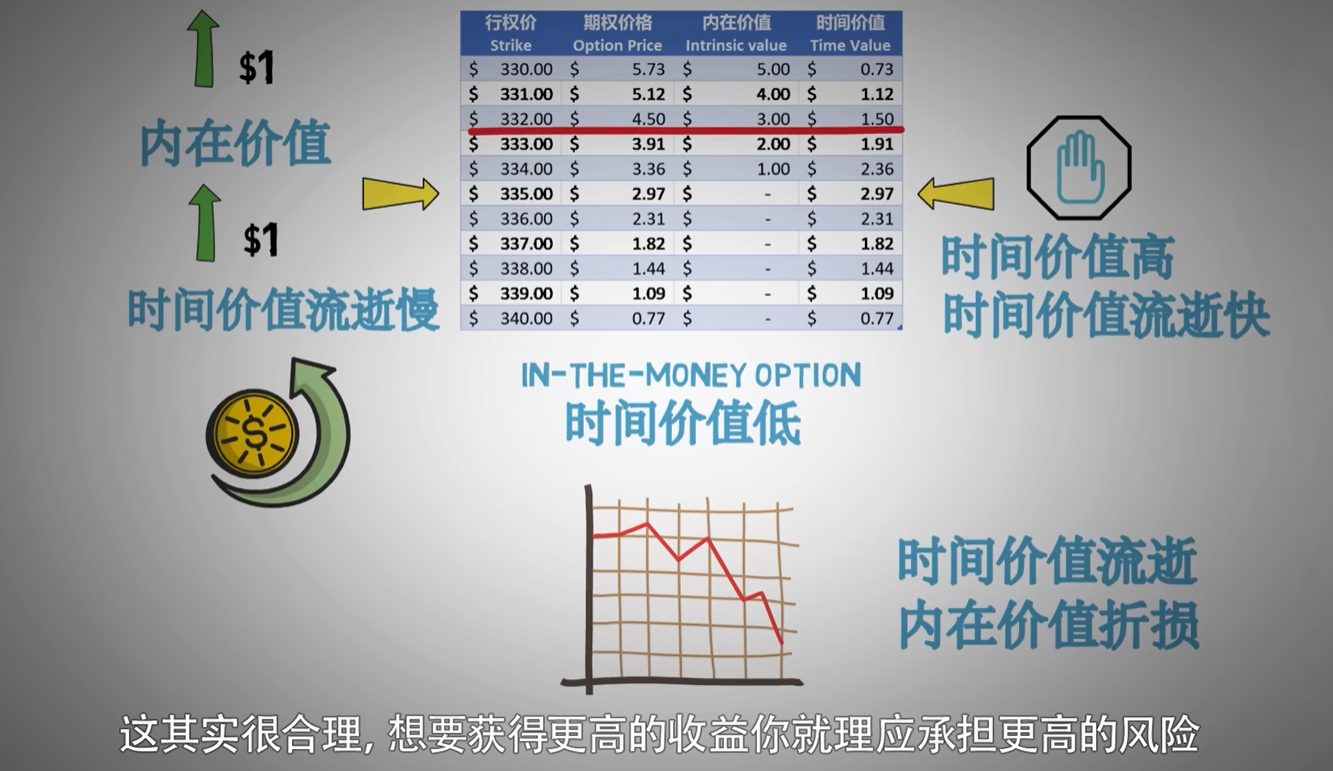 $1
内在价值
$1
时间价值流逝慢
行权价 期权价格 内在价值 时间价值
Strike Option Price Intrinsic value Time Value
$ 330.00 $ 5.73 $ 5.00 $ 0.73
$ 331.00 $ 5.12 $ 4.00 $ 1.12
$ 332.00 $ 4.50 $ 3.00 $ 1.50
$ 333.00 $ 3.91 $ 2.00 $ 1.91
$ 334.00 $ 3.36 $ 1.00 $ 2.36
$ 335.00 $ 2.97 $ - $ 2.97
$ 336.00 $ 2.31 $ - $ 2.31
$ 337.00 $ 1.82 $ - $ 1.82
$ 338.00 $ 1.44 $ - $ 1.44
$ 339.00 $ 1.09 $ - $ 1.09
$ 340.00 $ 0.77 $ - $ 0.77
时间价值高
时间价值流逝快
$
IN-THE-MONEY OPTION
时间价值低
时间价值流逝
内在价值折损
这其实很合理, 想要获得更高的收益你就理应承担更高的风险